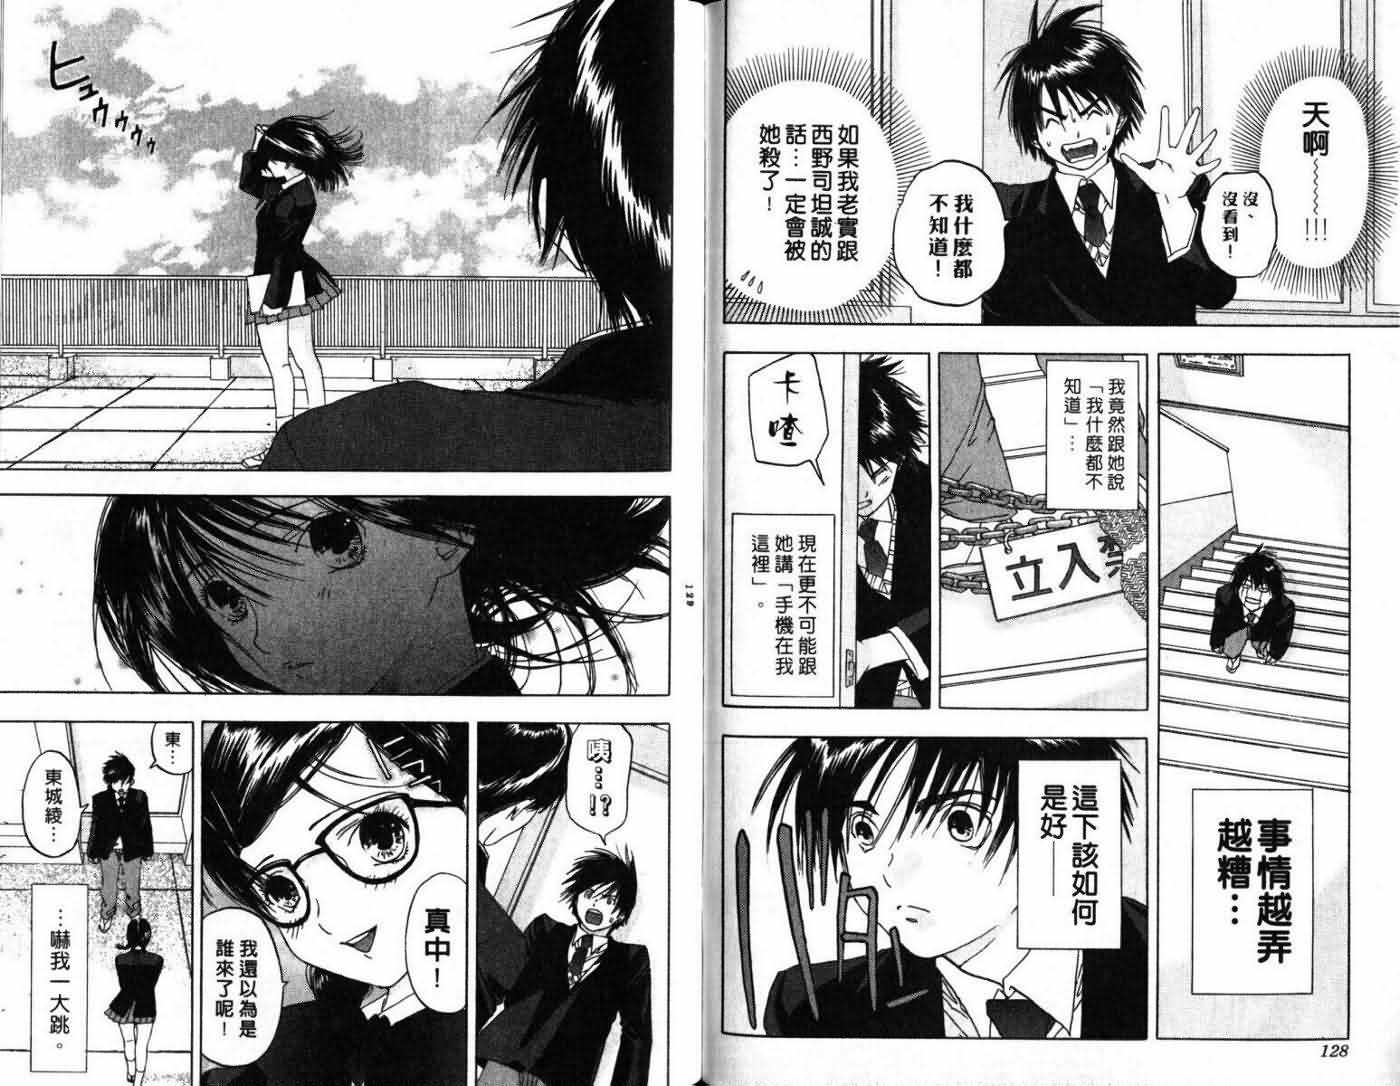 天啊~~~!!!
沒、
沒看到！
我什麼都
不知道！
如果我老實跟
西野司坦誠的
話…一定會被
她殺了！
事情越弄
越糟…
我竟然跟她說
「我什麼都不
知道」…
立入禁
卡喳
現在更不可能跟
她講「手機在我
這裡」。
這下該如何
是好——
128
ヒュウゥゥゥ
129
咦…!?
真中！
我還以為是
誰來了呢！
東…
東城綾…
…嚇我一大跳。